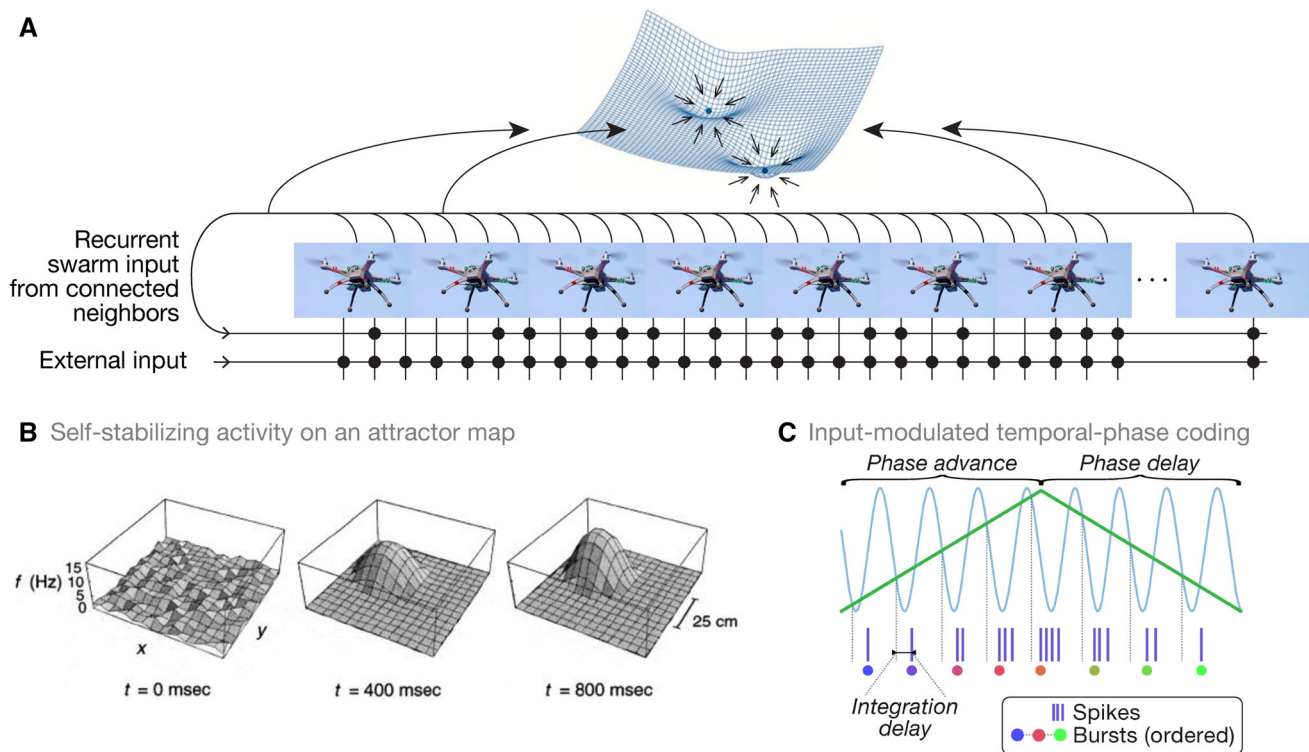 A
Recurrent
swarm input
from connected
neighbors
External input
...
B Self-stabilizing activity on an attractor map
f (Hz)
15
10
5
0
x
y
25 cm
t = 0 msec
t = 400 msec
t = 800 msec
C Input-modulated temporal-phase coding
Phase advance
Phase delay
Integration
delay
Spikes
Bursts (ordered)